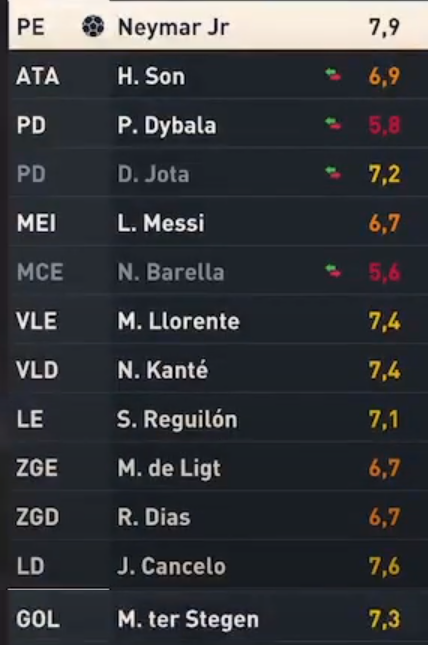 PE Neymar Jr 7,9
ATA H. Son 6,9
PD P. Dybala 5,8
PD D. Jota 7,2
MEI L. Messi 6,7
MCE N. Barella 5,6
VLE M. Llorente 7,4
VLD N. Kanté 7,4
LE S. Reguilón 7,1
ZGE M. de Ligt 6,7
ZGD R. Dias 6,7
LD J. Cancelo 7,6
GOL M. ter Stegen 7,3